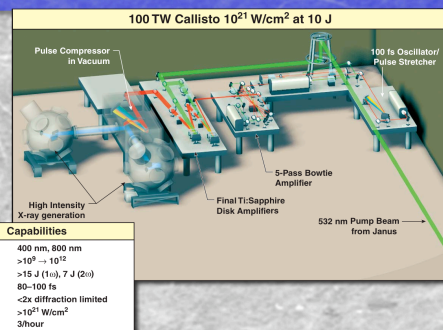 100 TW Callisto 10²¹ W/cm² at 10 J
Pulse Compressor
in Vacuum
100 fs Oscillator/
Pulse Stretcher
5-Pass Bowtie
Amplifier
High Intensity
X-ray generation
Final Ti:Sapphire
Disk Amplifiers
532 nm Pump Beam
from Janus
Capabilities
400 nm, 800 nm
>10⁹ → 10¹²
>15 J (1ω), 7 J (2ω)
80–100 fs
<2x diffraction limited
>10²¹ W/cm²
3/hour